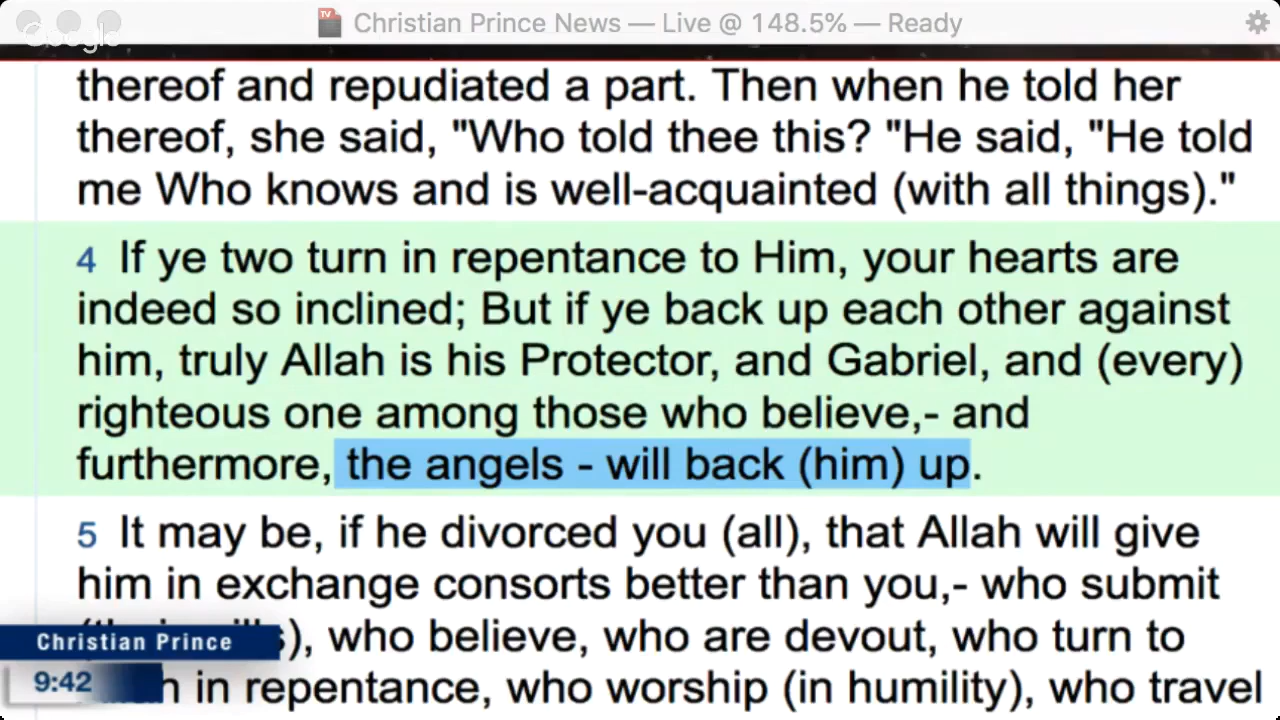 Christian Prince News — Live @ 148.5% — Ready
Google
thereof and repudiated a part. Then when he told her
thereof, she said, "Who told thee this? "He said, "He told
me Who knows and is well-acquainted (with all things)."
4 If ye two turn in repentance to Him, your hearts are
indeed so inclined; But if ye back up each other against
him, truly Allah is his Protector, and Gabriel, and (every)
righteous one among those who believe,- and
furthermore, the angels - will back (him) up.
5 It may be, if he divorced you (all), that Allah will give
him in exchange consorts better than you,- who submit
who believe, who are devout, who turn to
in repentance, who worship (in humility), who travel
Christian Prince
9:42